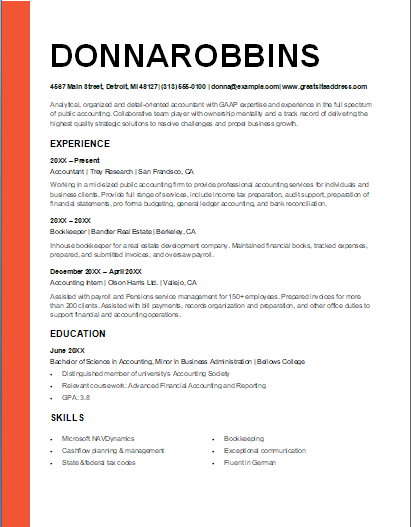 DONNAROBBINS
4567 Main Street, Detroit, MI 48127| (313) 555-0100 | donna@example.com| www.greatsiteaddress.com
Analytical, organized and detail-oriented accountant with GAAP expertise and experience in the full spectrum
of public accounting. Collaborative team player with ownership mentality and a track record of delivering the
highest quality strategic solutions to resolve challenges and propel business growth.
EXPERIENCE
20XX – Present
Accountant | Troy Research | San Francisco, CA
Working in a midsized public accounting firm to provide professional accounting services for individuals and
business clients. Provide full range of services, include income tax preparation, audit support, preparation of
financial statements, pro forma budgeting, general ledger accounting, and bank reconciliation.
20XX – 20XX
Bookkeeper | Bandter Real Estate | Berkeley, CA
Inhouse bookkeeper for a real estate development company. Maintained financial books, tracked expenses,
prepared, and submitted invoices, and oversaw payroll.
December 20XX – April 20XX
Accounting Intern | Olson Harris Ltd. | Vallejo, CA
Assisted with payroll and Pensions service management for 150+ employees. Prepared invoices for more
than 200 clients. Assisted with bill payments, records organization and preparation, and other office duties to
support financial and accounting operations.
EDUCATION
June 20XX
Bachelor of Science in Accounting, Minor in Business Administration | Bellows College
• Distinguished member of university's Accounting Society
• Relevant coursework: Advanced Financial Accounting and Reporting
• GPA: 3.8
SKILLS
• Microsoft NAV Dynamics
• Cashflow planning & management
• State & federal tax codes
• Bookkeeping
• Exceptional communication
• Fluent in German